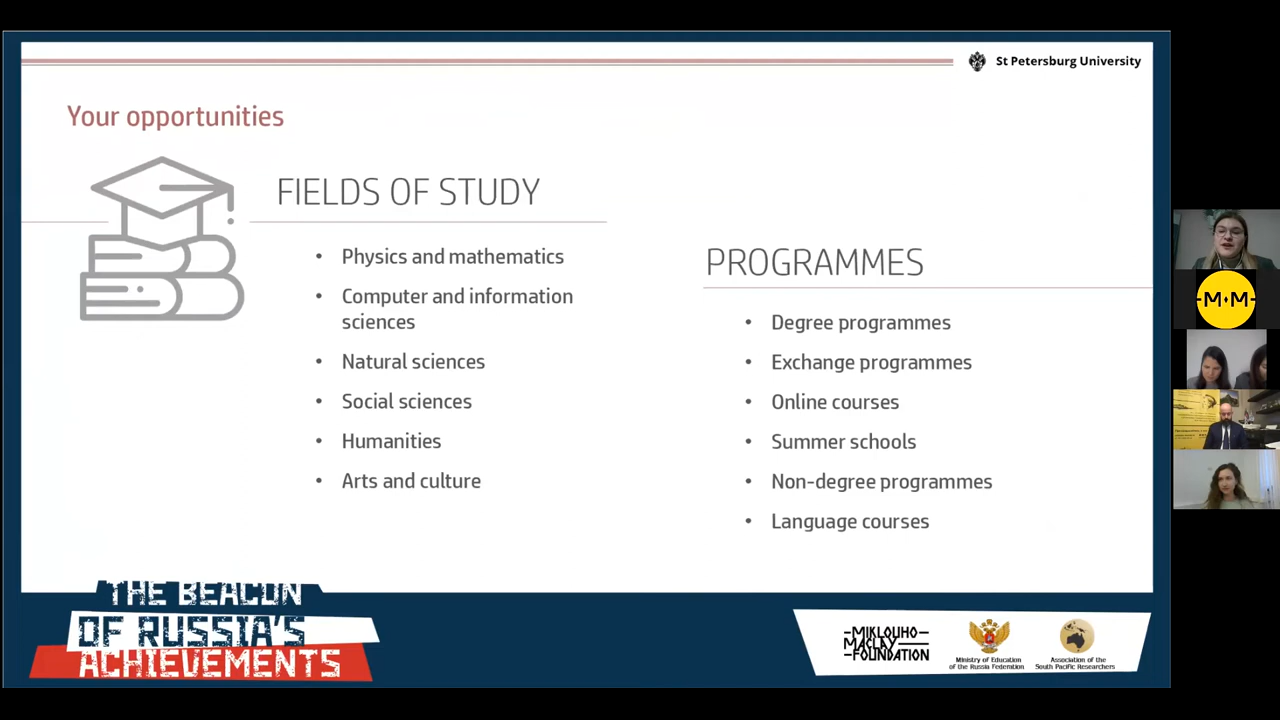 St Petersburg University
Your opportunities
FIELDS OF STUDY
• Physics and mathematics
• Computer and information
sciences
• Natural sciences
• Social sciences
• Humanities
• Arts and culture
PROGRAMMES
• Degree programmes
• Exchange programmes
• Online courses
• Summer schools
• Non-degree programmes
• Language courses
THE BEACON
OF RUSSIA'S
ACHIEVEMENTS
MIKLOUHO
MACLAY
FOUNDATION
Ministry of Education
of the Russia Federation
Association of the
South Pacific Researchers
M♦M